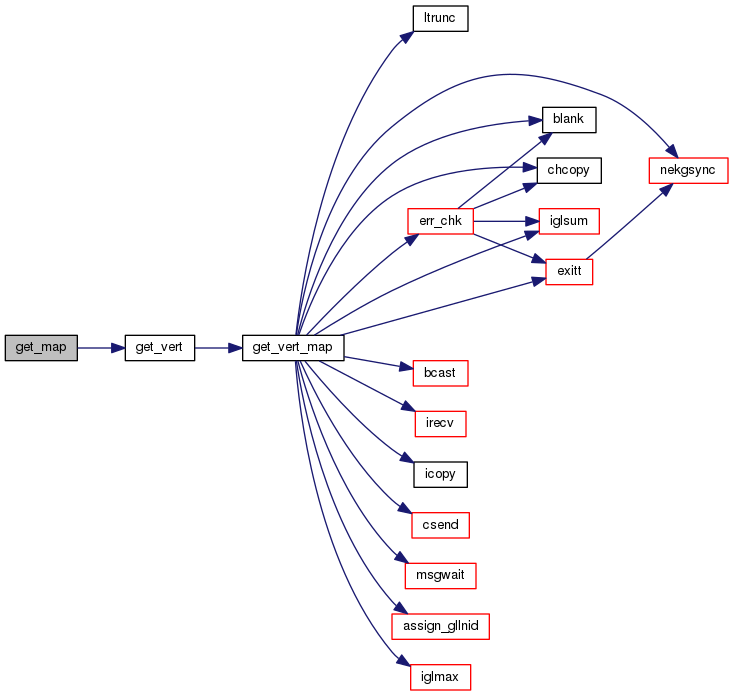 ltrunc
blank
chcopy
nekgsync
err_chk
iglsum
exitt
get_map
get_vert
get_vert_map
bcast
irecv
icopy
csend
msgwait
assign_gllnid
iglmax